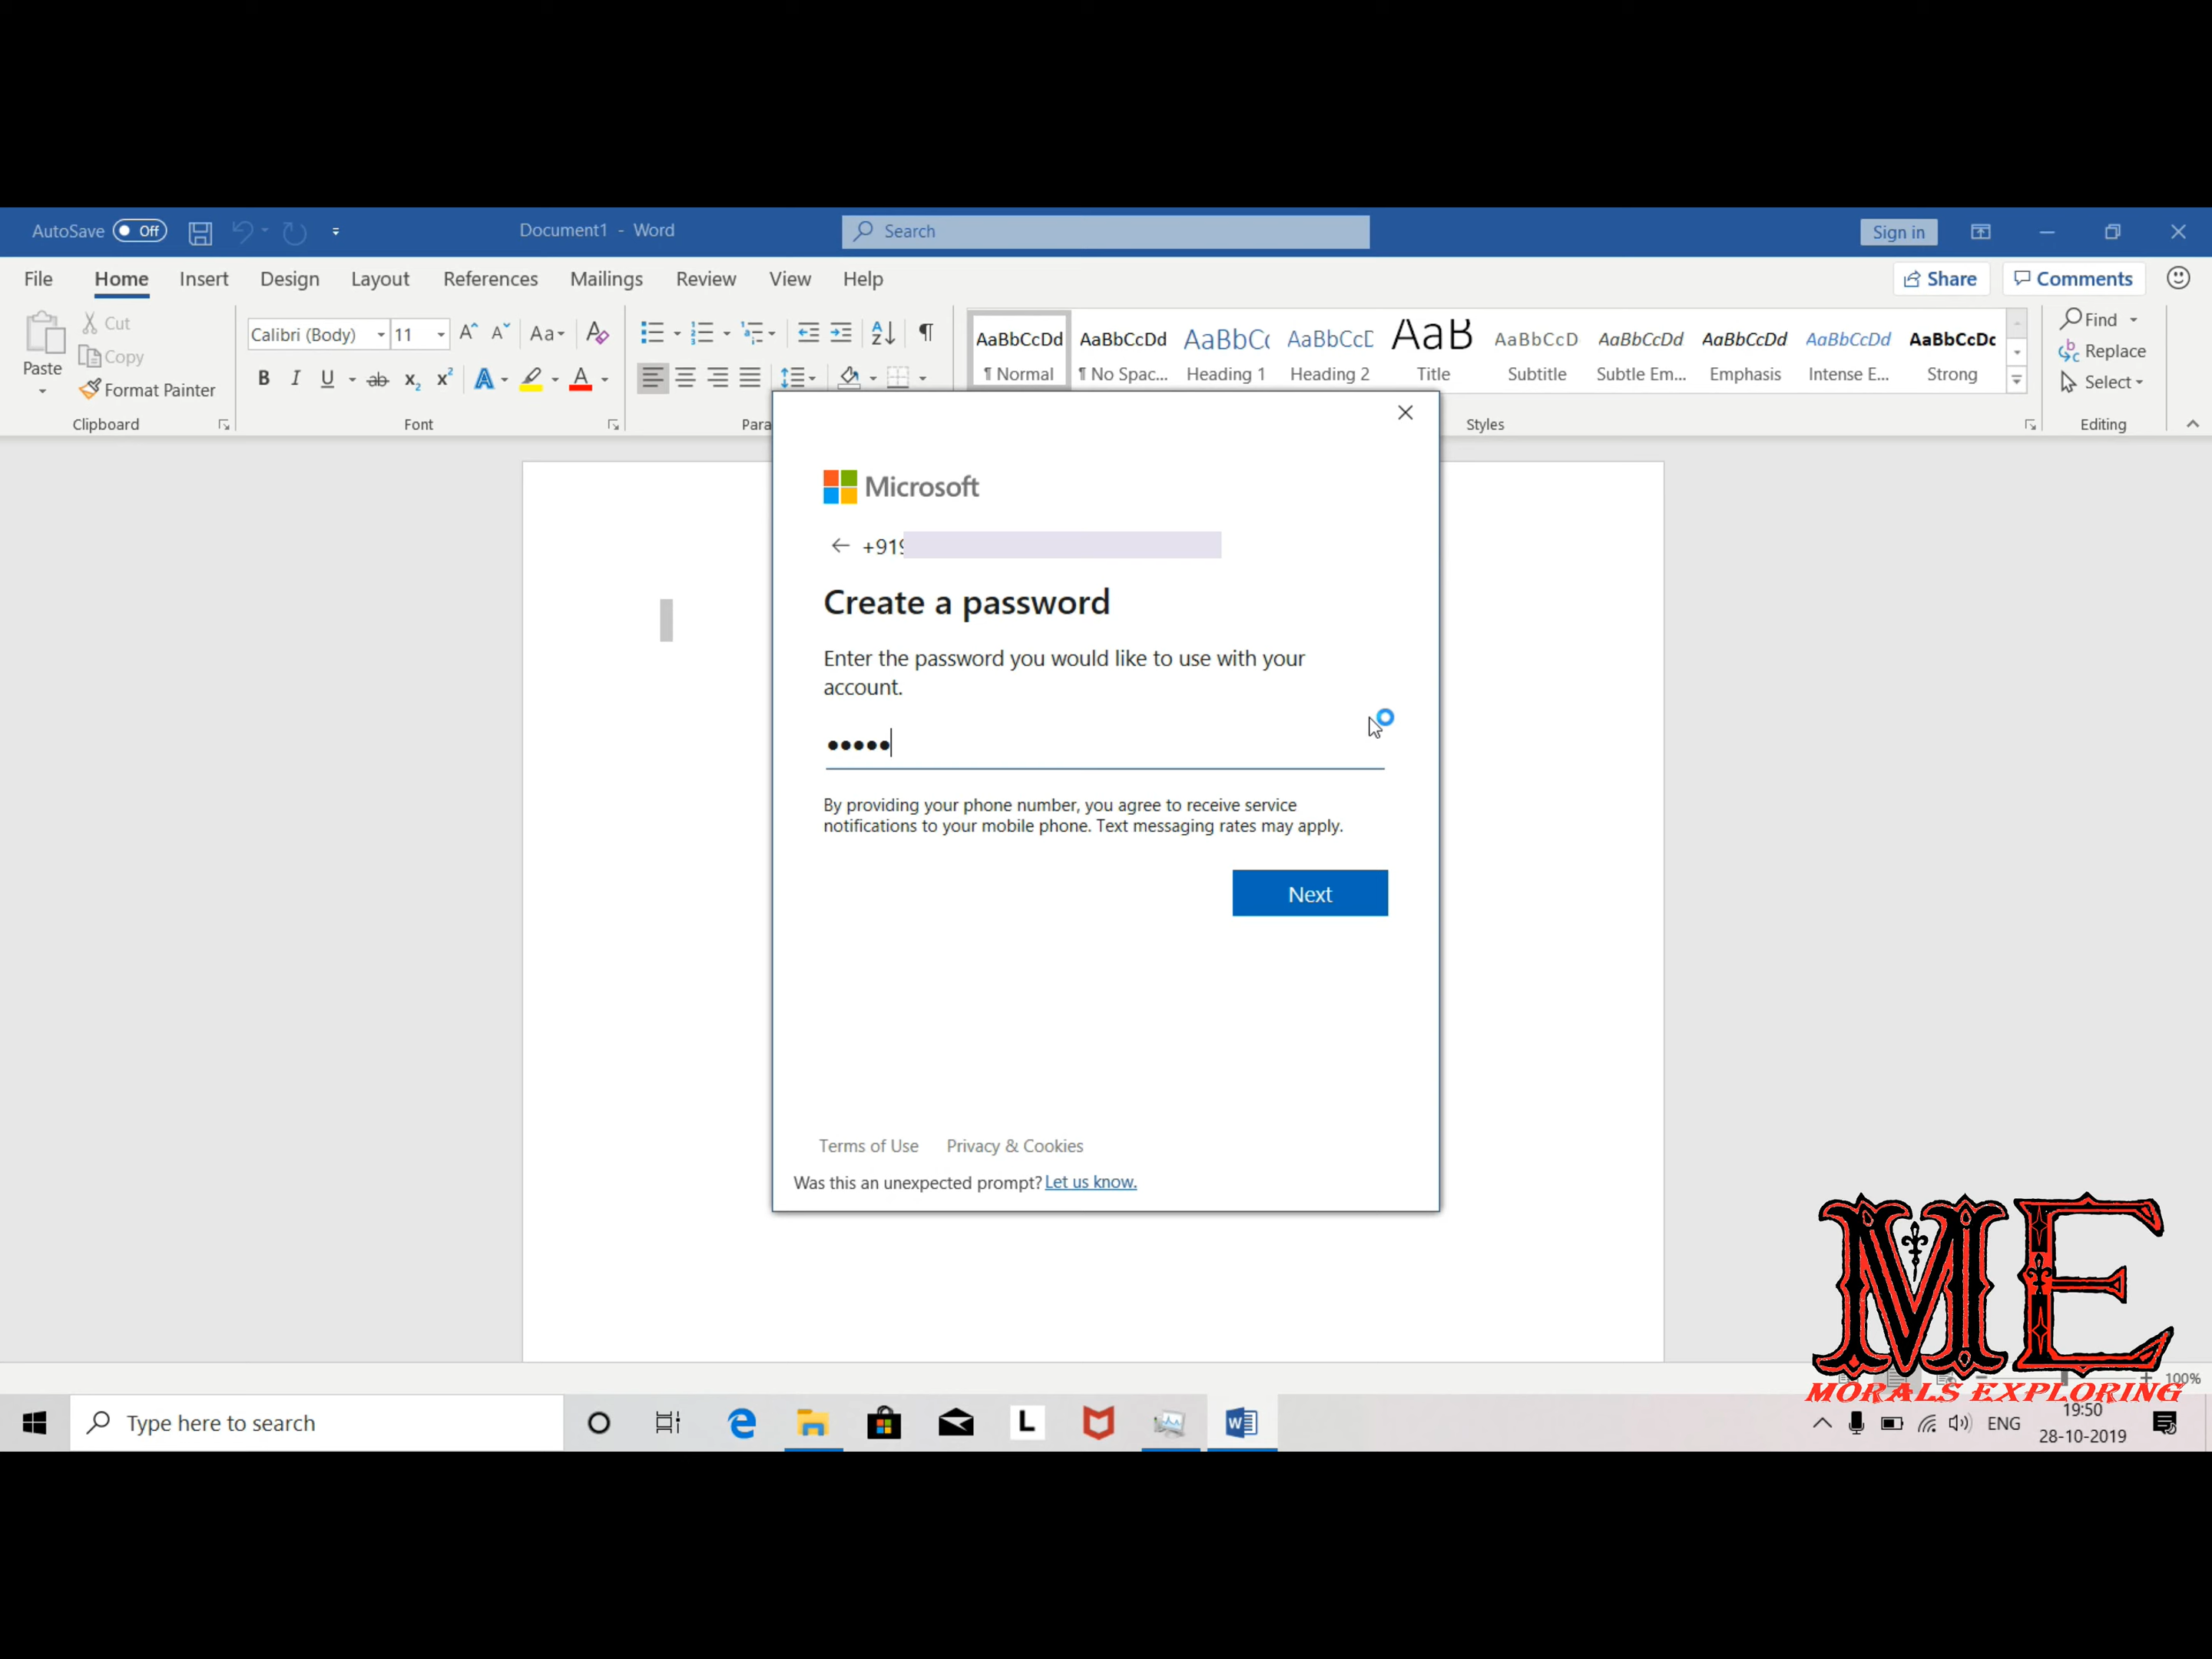 AutoSave Off Document1 - Word Search Sign in
File Home Insert Design Layout References Mailings Review View Help Share Comments
Paste
Cut
Copy
Format Painter
Clipboard
Calibri (Body) 11
Font
Para
AaBbCcDd AaBbCcDd AaBbC AaBbCcD AaB AaBbCcD AaBbCcDd AaBbCcDd AaBbCcDd AaBbCcDc
¶ Normal ¶ No Spac... Heading 1 Heading 2 Title Subtitle Subtle Em... Emphasis Intense E... Strong
Styles
Find
Replace
Select
Editing
Microsoft
+919
Create a password
Enter the password you would like to use with your
account.
By providing your phone number, you agree to receive service
notifications to your mobile phone. Text messaging rates may apply.
Next
Terms of Use Privacy & Cookies
Was this an unexpected prompt? Let us know.
ME
MORALS EXPLORING
100%
Type here to search
ENG
19:50
28-10-2019